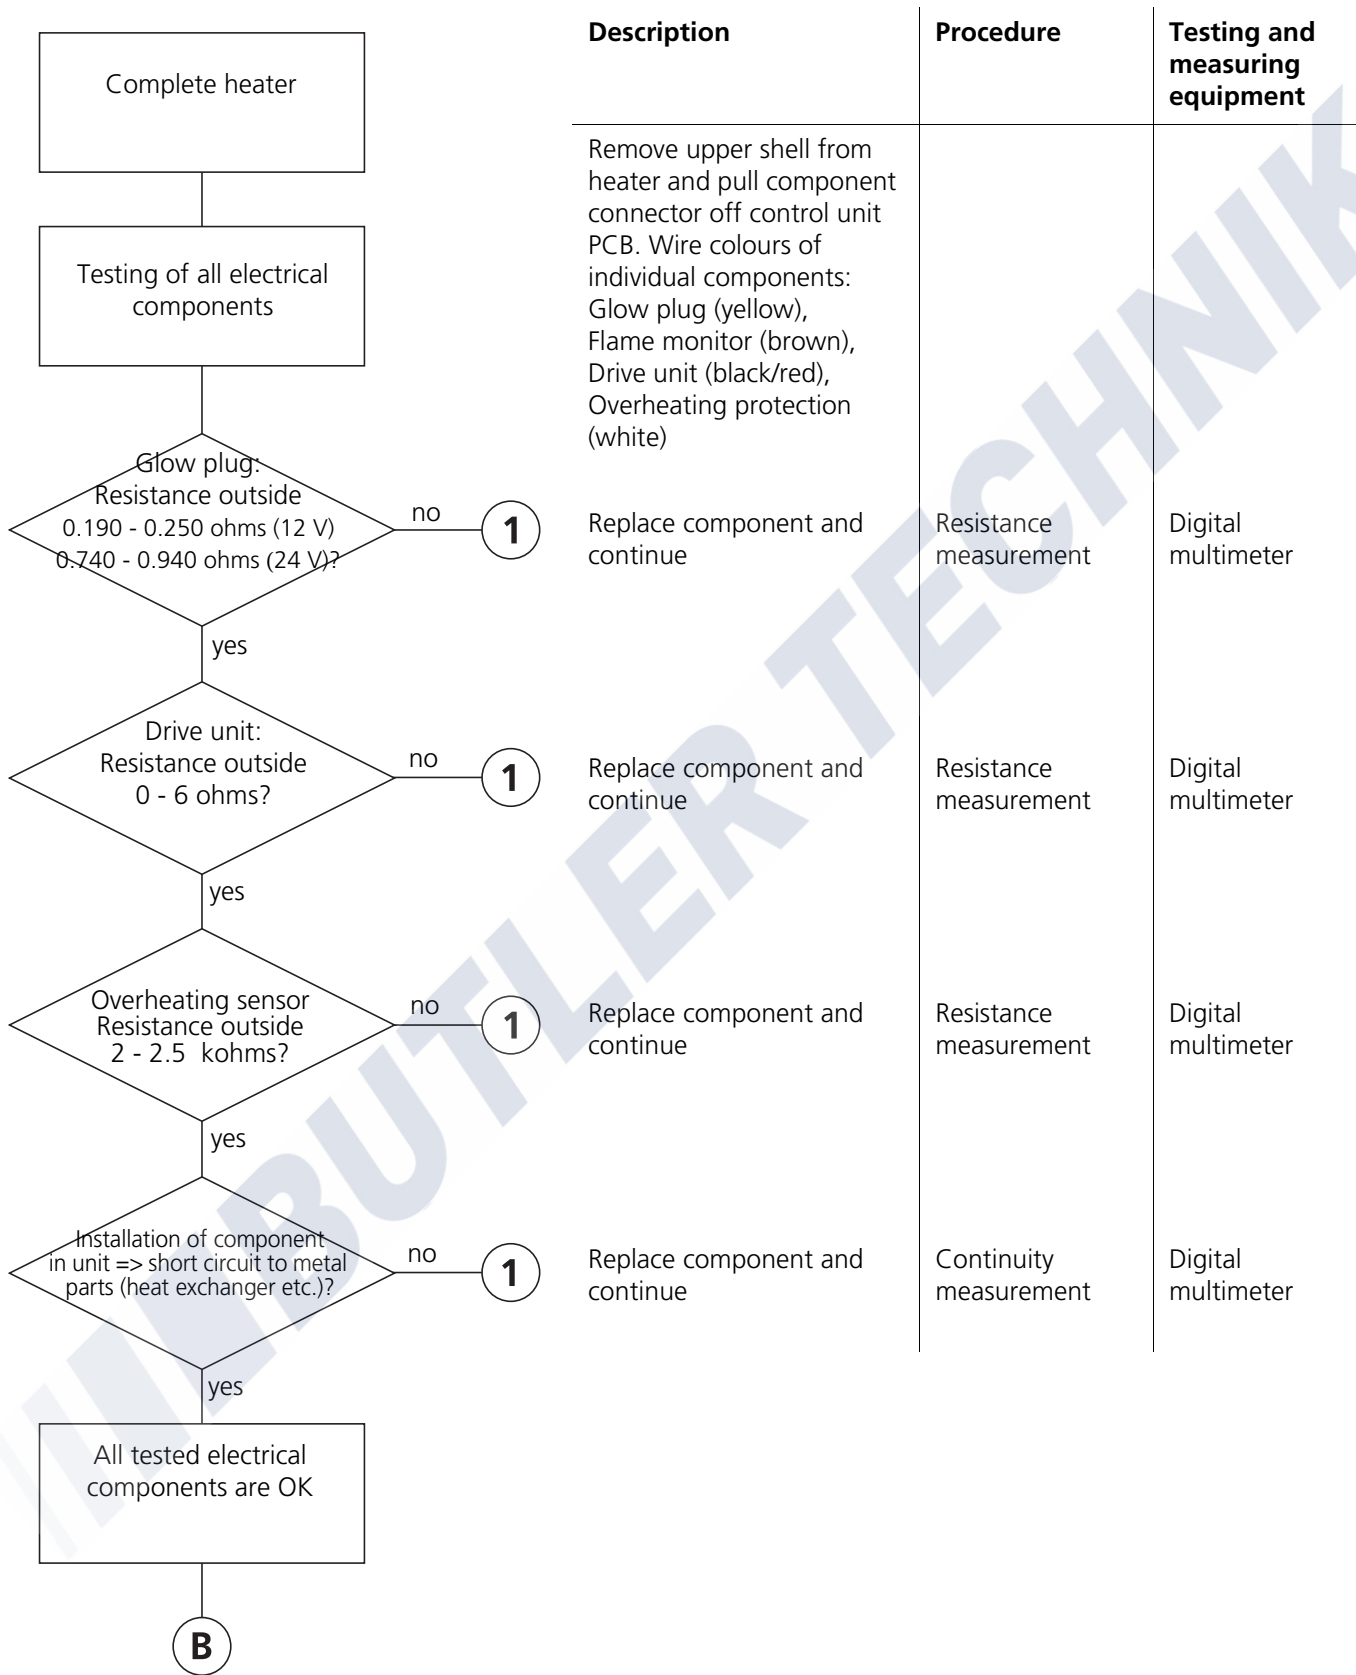 Description
Procedure
Testing and
measuring
equipment
Complete heater
Remove upper shell from
heater and pull component
connector off control unit
PCB. Wire colours of
individual components:
Glow plug (yellow),
Flame monitor (brown),
Drive unit (black/red),
Overheating protection
(white)
Testing of all electrical
components
Glow plug:
Resistance outside
0.190 - 0.250 ohms (12 V)
0.740 - 0.940 ohms (24 V)?
no
1
Replace component and
continue
Resistance
measurement
Digital
multimeter
yes
Drive unit:
Resistance outside
0 - 6 ohms?
no
1
Replace component and
continue
Resistance
measurement
Digital
multimeter
yes
Overheating sensor
Resistance outside
2 - 2.5 kohms?
no
1
Replace component and
continue
Resistance
measurement
Digital
multimeter
yes
Installation of component
in unit => short circuit to metal
parts (heat exchanger etc.)?
no
1
Replace component and
continue
Continuity
measurement
Digital
multimeter
yes
All tested electrical
components are OK
B
BUTLER TECHNIK